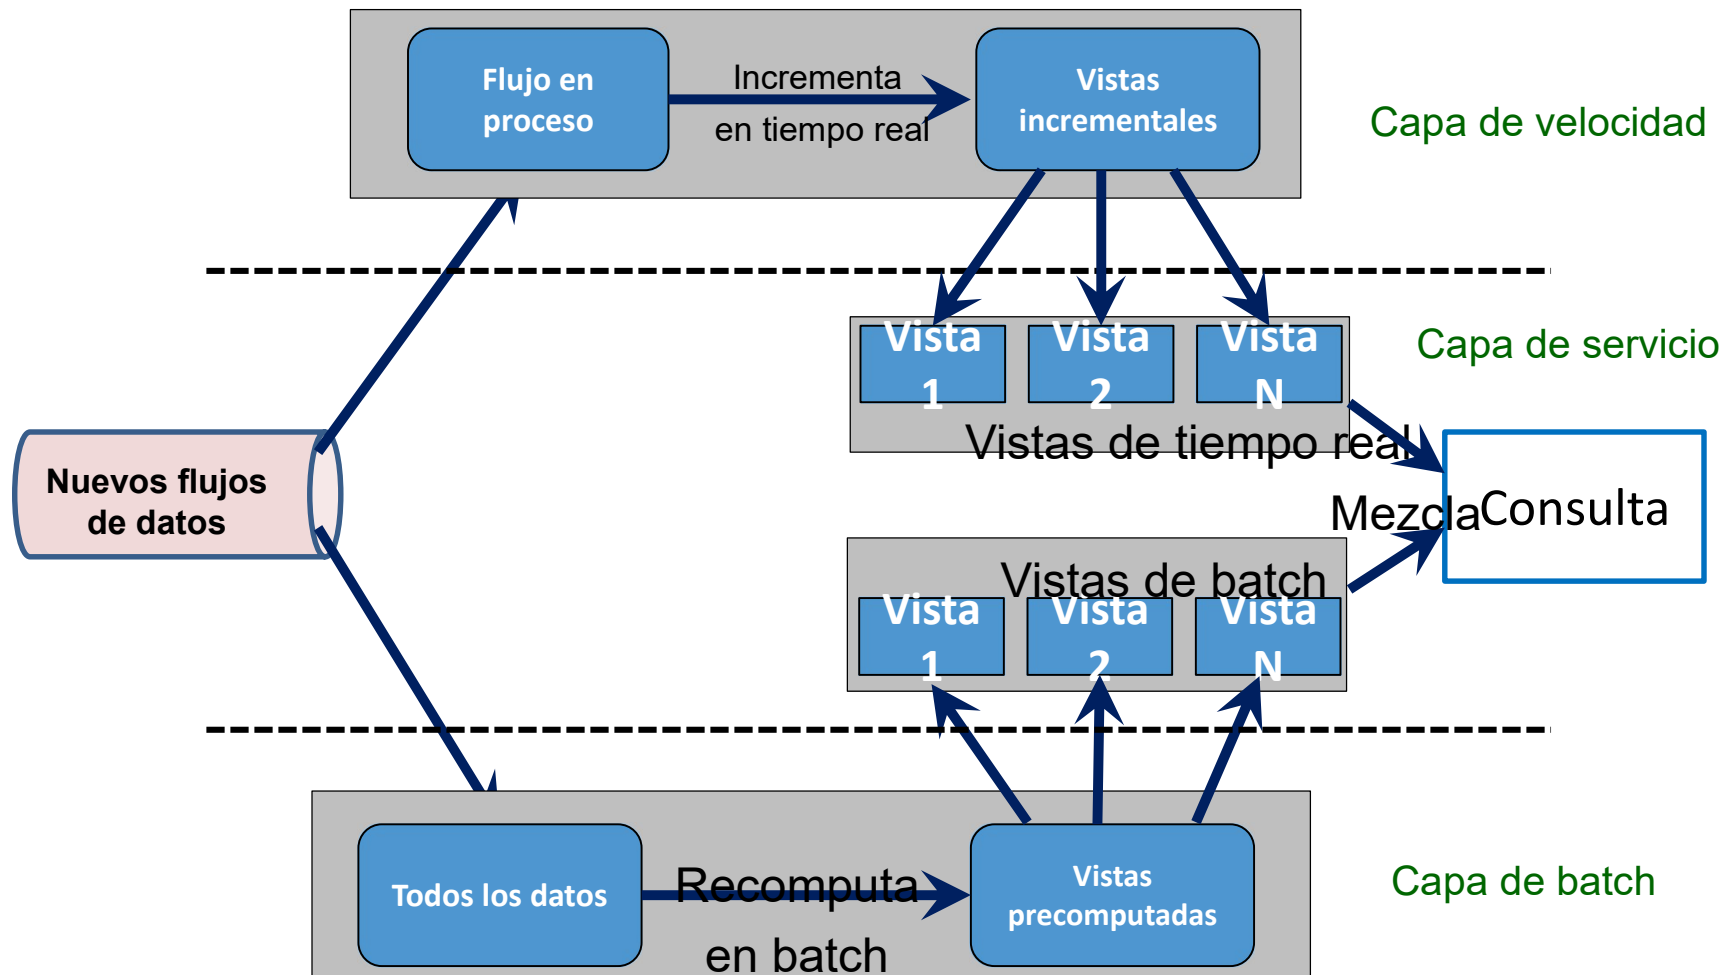 Flujo en
proceso
Incrementa
en tiempo real
Vistas
incrementales
Capa de velocidad
Vista
1
Vista
2
Vista
N
Capa de servicio
Vistas de tiempo real
Nuevos flujos
de datos
Mezcla
Consulta
Vistas de batch
Vista
1
Vista
2
Vista
N
Todos los datos
Recomputa
en batch
Vistas
precomputadas
Capa de batch